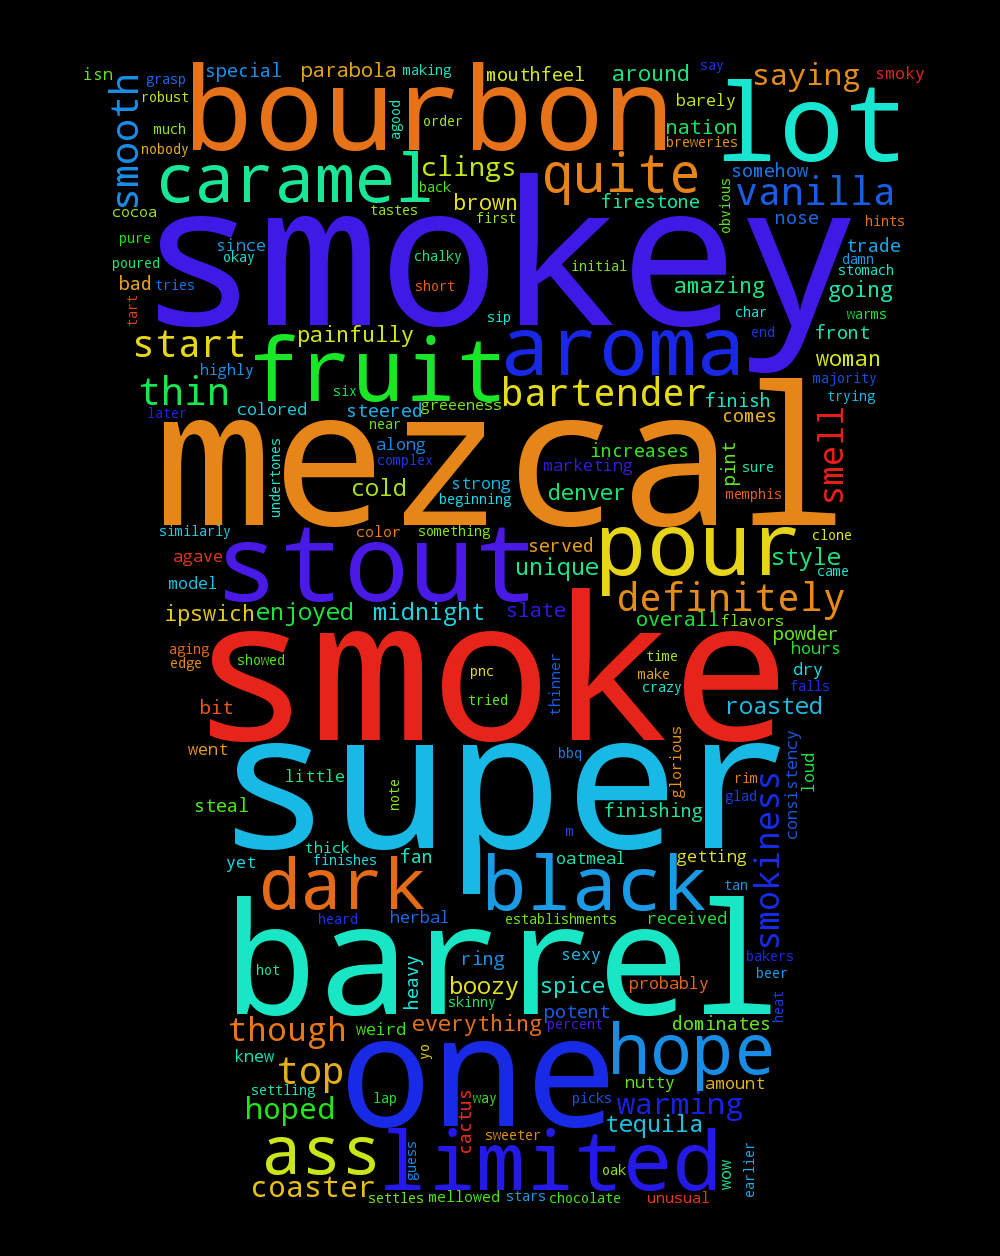 isn grasp special parabola making mouthfeel around say saying smoky
smooth robust bourbon agood order barely lot
much nation
nobody breweries
caramel clings quite somehow vanilla
back
cocoa tastes brown first firestone obvious nose hints
pure since smokey trade
poured okay chalky initial damn stomach
bad tries short amazing going
tart sip char warms
start painfully fruit aroma end front
highly woman
thin six bartender majority
later colored steered greeeness finish trying
near comes
undertones along mezcal increases smell
complex marketing pint sure
cold strong denver memphis
beginning
similarly color something pour clone
agave stout served unique style came
model definitely
ipswich enjoyed midnight slate overall flavors
powder
aging showed smoke time hours
edge pnc thinner make dry
tried crazy falls
bit roasted
went super bbq glorious consistency loud
little rim
steal note finishing glad smokiness
m
yet thick fan oatmeal getting
finishes
dark black tan
heard herbal establishments received
barrel ring sexy bakers
hot heavy boozy spice probably beer
skinny potent heat
though weird everything percent dominates
knew yo one hope
settling top nutty amount
hoped lap cactus way picks warming
tequila
ass guess sweeter limited earlier
coaster oak wow
settles mellowed stars chocolate unusual